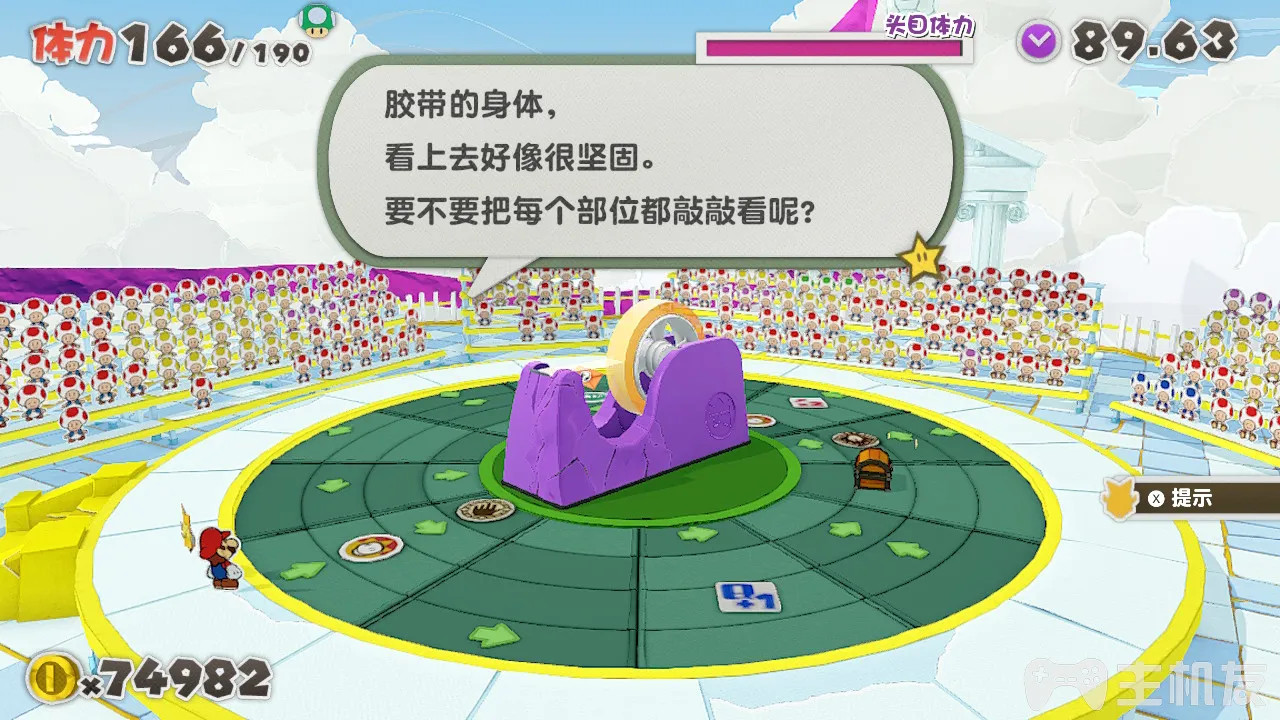 体力166/190
头目体力
89.63
胶带的身体，
看上去好像很坚固。
要不要把每个部位都敲敲看呢？
+1
X 提示
×74982
主机友